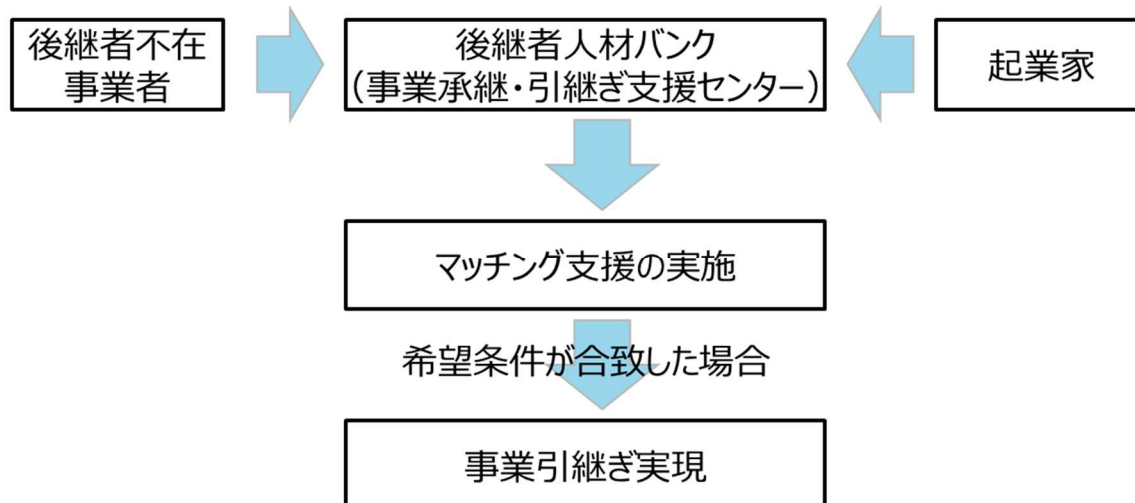 後継者不在
事業者
後継者人材バンク
（事業承継・引継ぎ支援センター）
起業家
マッチング支援の実施
希望条件が合致した場合
事業引継ぎ実現